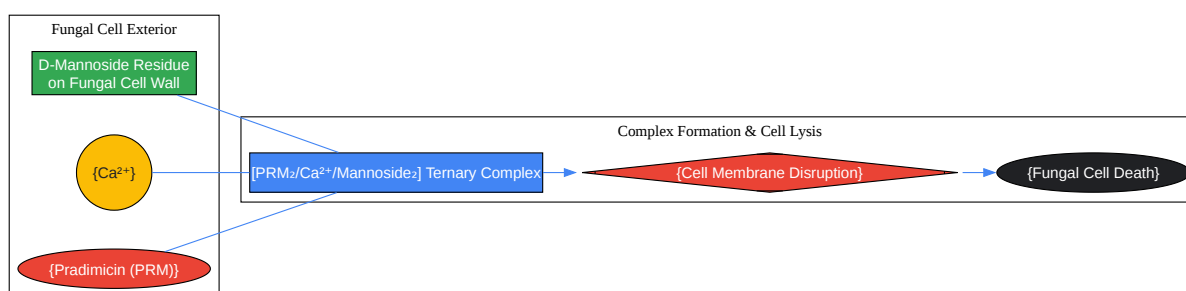 Fungal Cell Exterior
D-Mannoside Residue
on Fungal Cell Wall
{Ca²⁺}
{Pradimicin (PRM)}
Complex Formation & Cell Lysis
[PRM₂/Ca²⁺/Mannoside₂] Ternary Complex
{Cell Membrane Disruption}
{Fungal Cell Death}